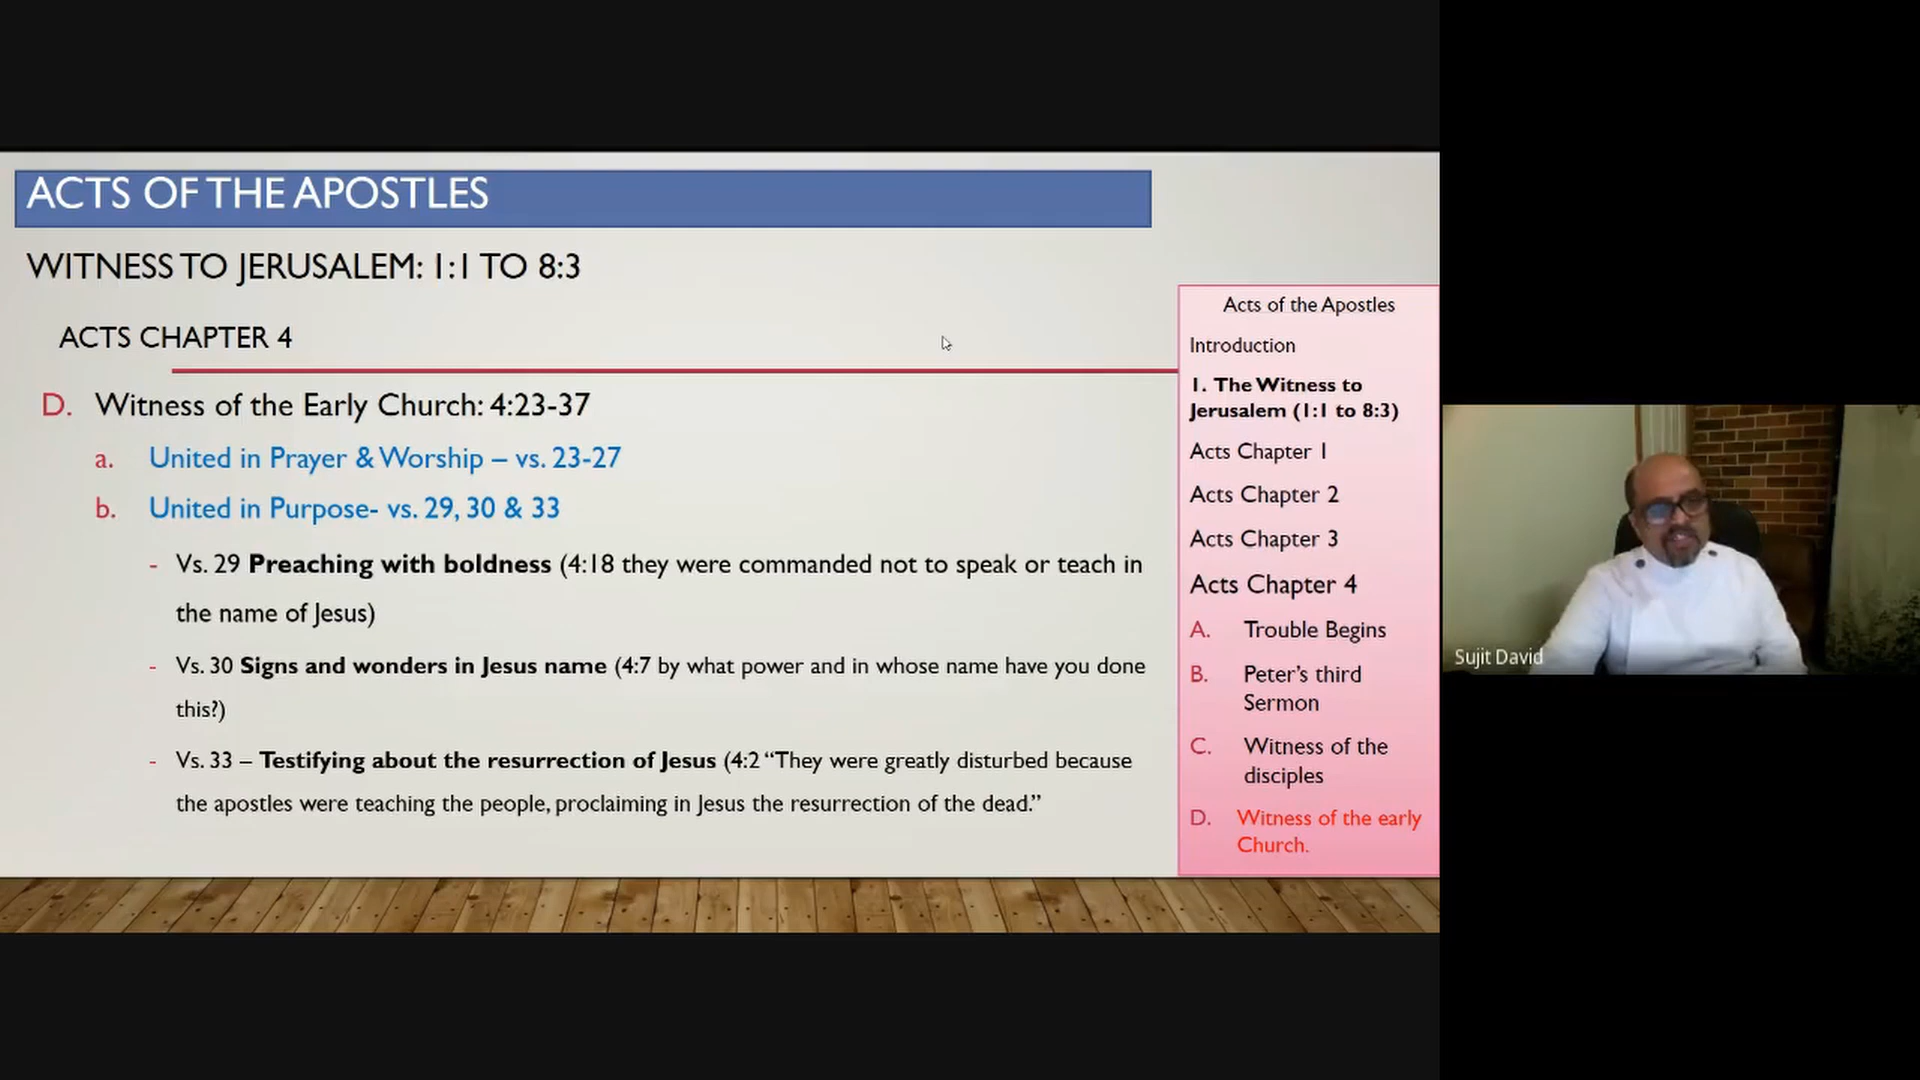 ACTS OF THE APOSTLES
WITNESS TO JERUSALEM: 1:1 TO 8:3
ACTS CHAPTER 4
D. Witness of the Early Church: 4:23-37
a. United in Prayer & Worship – vs. 23-27
b. United in Purpose- vs. 29, 30 & 33
- Vs. 29 Preaching with boldness (4:18 they were commanded not to speak or teach in
the name of Jesus)
- Vs. 30 Signs and wonders in Jesus name (4:7 by what power and in whose name have you done
this?)
- Vs. 33 – Testifying about the resurrection of Jesus (4:2 “They were greatly disturbed because
the apostles were teaching the people, proclaiming in Jesus the resurrection of the dead.”
Acts of the Apostles
Introduction
1. The Witness to
Jerusalem (1:1 to 8:3)
Acts Chapter 1
Acts Chapter 2
Acts Chapter 3
Acts Chapter 4
A. Trouble Begins
B. Peter’s third
Sermon
C. Witness of the
disciples
D. Witness of the early
Church.
Sujit David